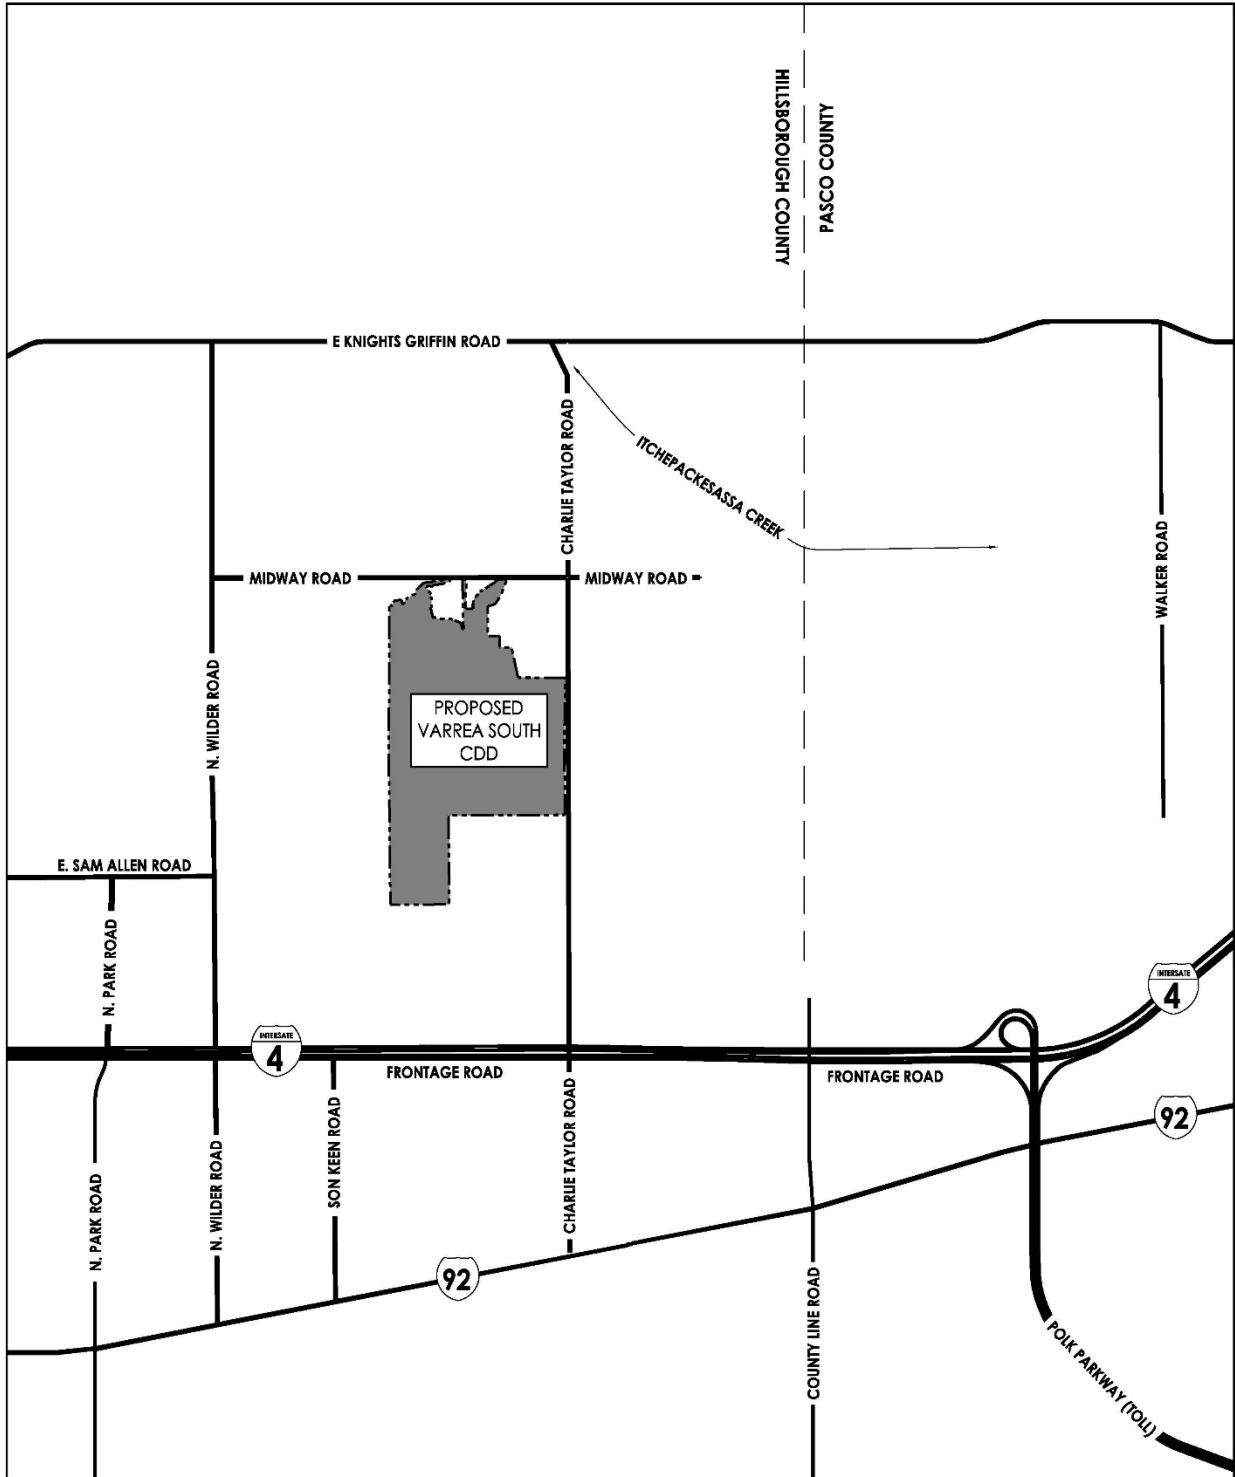 HILLSBOROUGH COUNTY
PASCO COUNTY
E KNIGHTS GRIFFIN ROAD
CHARLIE TAYLOR ROAD
ITCHEPACKESASSA CREEK
WALKER ROAD
MIDWAY ROAD
MIDWAY ROAD
N. WILDER ROAD
PROPOSED
VARREA SOUTH
CDD
E. SAM ALLEN ROAD
N. PARK ROAD
INTERSATE
4
INTERSATE
4
FRONTAGE ROAD
FRONTAGE ROAD
N. PARK ROAD
N. WILDER ROAD
SON KEEN ROAD
CHARLIE TAYLOR ROAD
92
92
COUNTY LINE ROAD
POLK PARKWAY (TOLL)